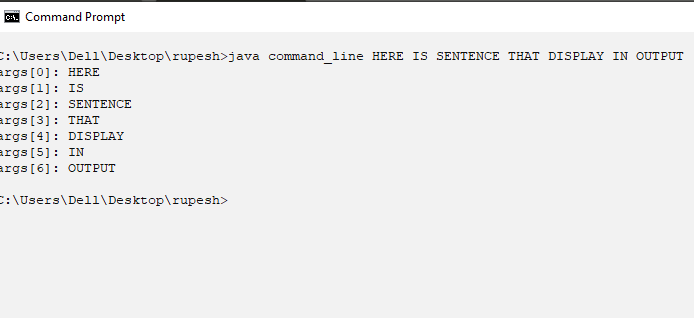 Command Prompt
C:\Users\Dell\Desktop\rupesh>java command_line HERE IS SENTENCE THAT DISPLAY IN OUTPUT
args[0]: HERE
args[1]: IS
args[2]: SENTENCE
args[3]: THAT
args[4]: DISPLAY
args[5]: IN
args[6]: OUTPUT
C:\Users\Dell\Desktop\rupesh>